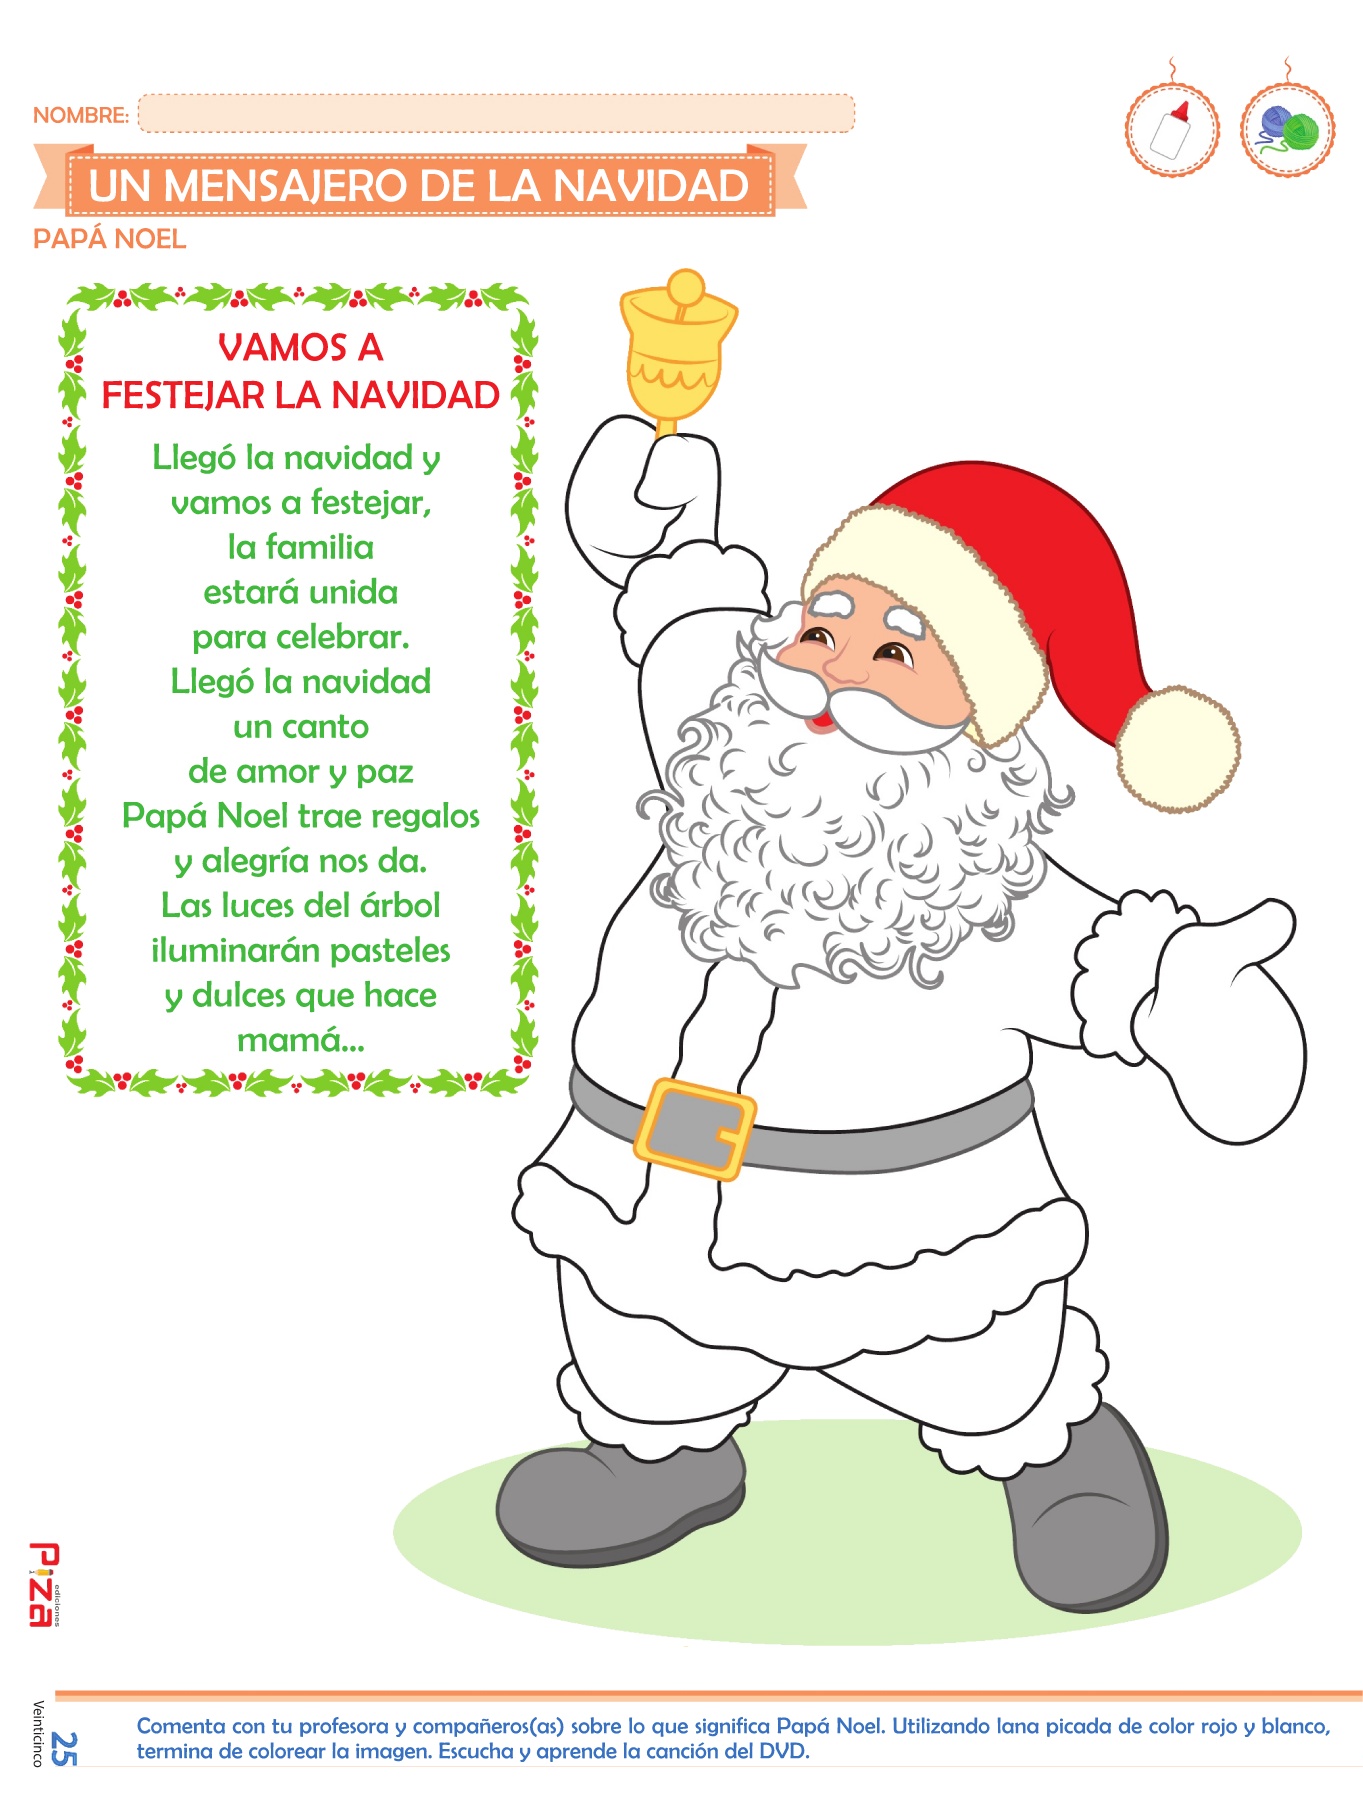 NOMBRE:
UN MENSAJERO DE LA NAVIDAD
PAPÁ NOEL
VAMOS A
FESTEJAR LA NAVIDAD
Llegó la navidad y
vamos a festejar,
la familia
estará unida
para celebrar.
Llegó la navidad
un canto
de amor y paz
Papá Noel trae regalos
y alegría nos da.
Las luces del árbol
iluminarán pasteles
y dulces que hace
mamá...
Piza
ediciones
25
Veinticinco
Comenta con tu profesora y compañeros(as) sobre lo que significa Papá Noel. Utilizando lana picada de color rojo y blanco,
termina de colorear la imagen. Escucha y aprende la canción del DVD.